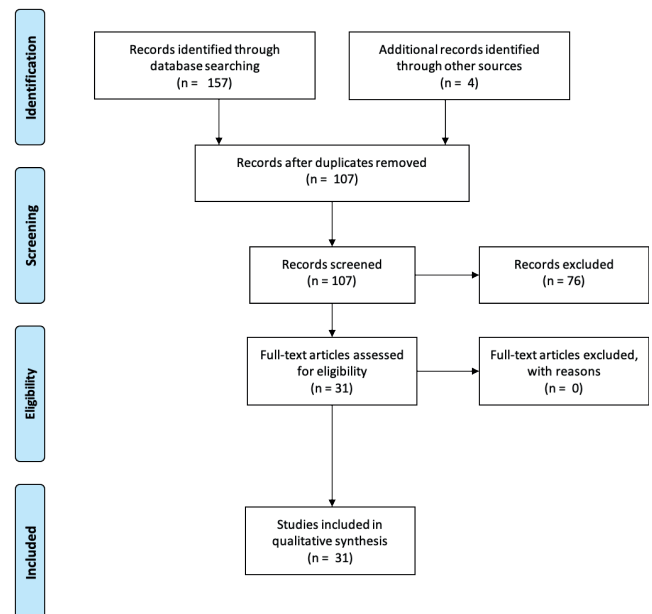 Identification
Records identified through
database searching
(n = 157)
Additional records identified
through other sources
(n = 4)
Records after duplicates removed
(n = 107)
Screening
Records screened
(n = 107)
Records excluded
(n = 76)
Eligibility
Full-text articles assessed
for eligibility
(n = 31)
Full-text articles excluded,
with reasons
(n = 0)
Included
Studies included in
qualitative synthesis
(n = 31)